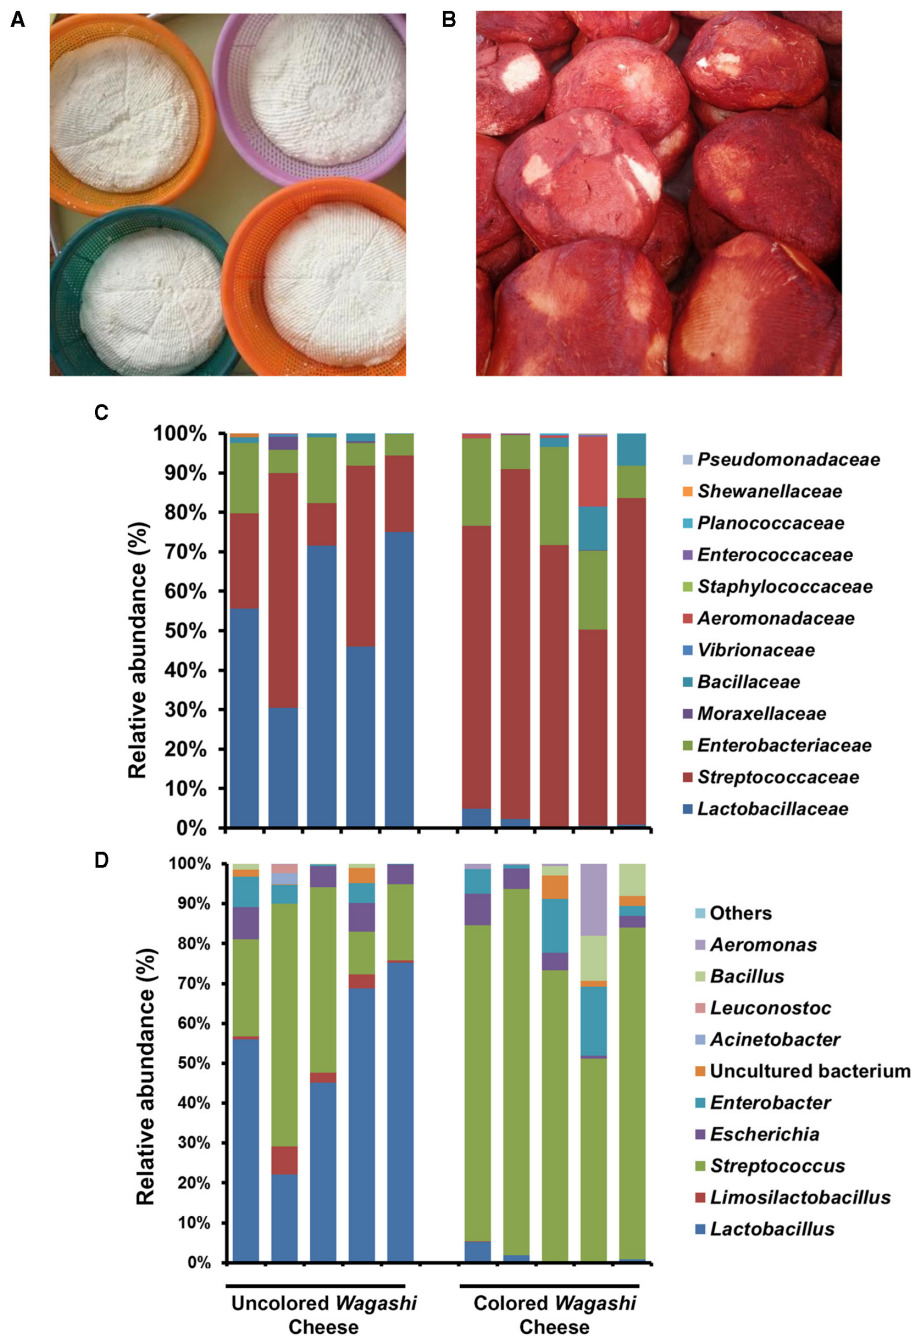 A
B
C
Relative abundance (%)
100%
90%
80%
70%
60%
50%
40%
30%
20%
10%
0%
Pseudomonadaceae
Shewanellaceae
Planococcaceae
Enterococcaceae
Staphylococcaceae
Aeromonadaceae
Vibrionaceae
Bacillaceae
Moraxellaceae
Enterobacteriaceae
Streptococcaceae
Lactobacillaceae
D
Relative abundance (%)
100%
90%
80%
70%
60%
50%
40%
30%
20%
10%
0%
Others
Aeromonas
Bacillus
Leuconostoc
Acinetobacter
Uncultured bacterium
Enterobacter
Escherichia
Streptococcus
Limosilactobacillus
Lactobacillus
Uncolored Wagashi
Cheese
Colored Wagashi
Cheese